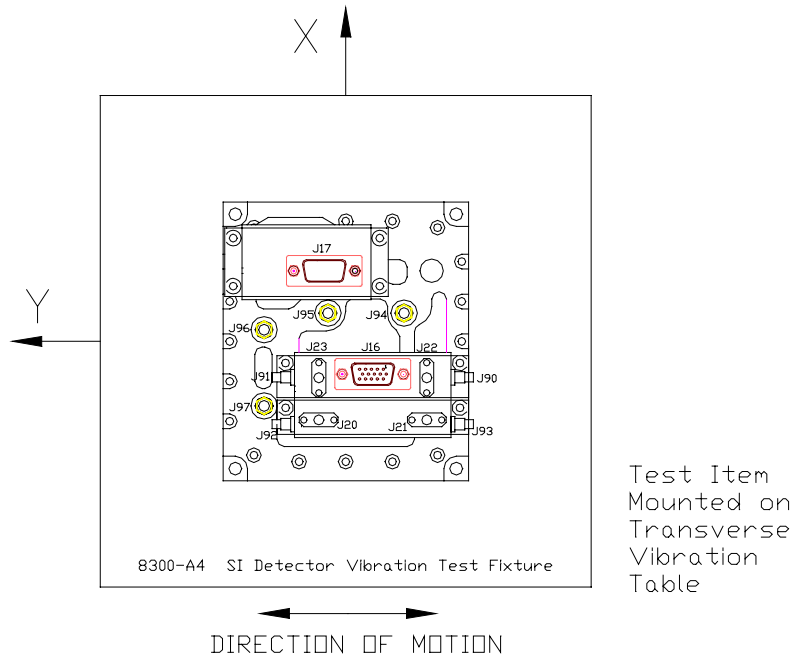 X
J17
Y
J95
J94
J96
J23
J16
J22
J91
J90
J97
J20
J21
J92
J93
Test Item
Mounted on
Transverse
Vibration
Table
8300-A4 SI Detector Vibration Test Fixture
DIRECTION OF MOTION